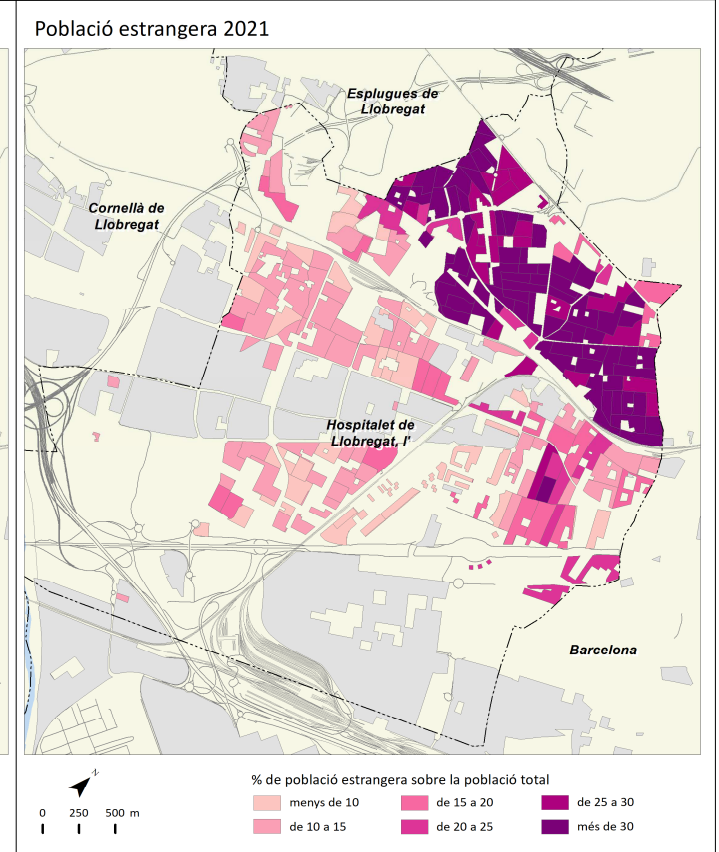 Població estrangera 2021
Esplugues de
Llobregat
Cornellà de
Llobregat
Hospitalet de
Llobregat, l'
Barcelona
N
0 250 500 m
% de població estrangera sobre la població total
menys de 10
de 15 a 20
de 25 a 30
de 10 a 15
de 20 a 25
més de 30